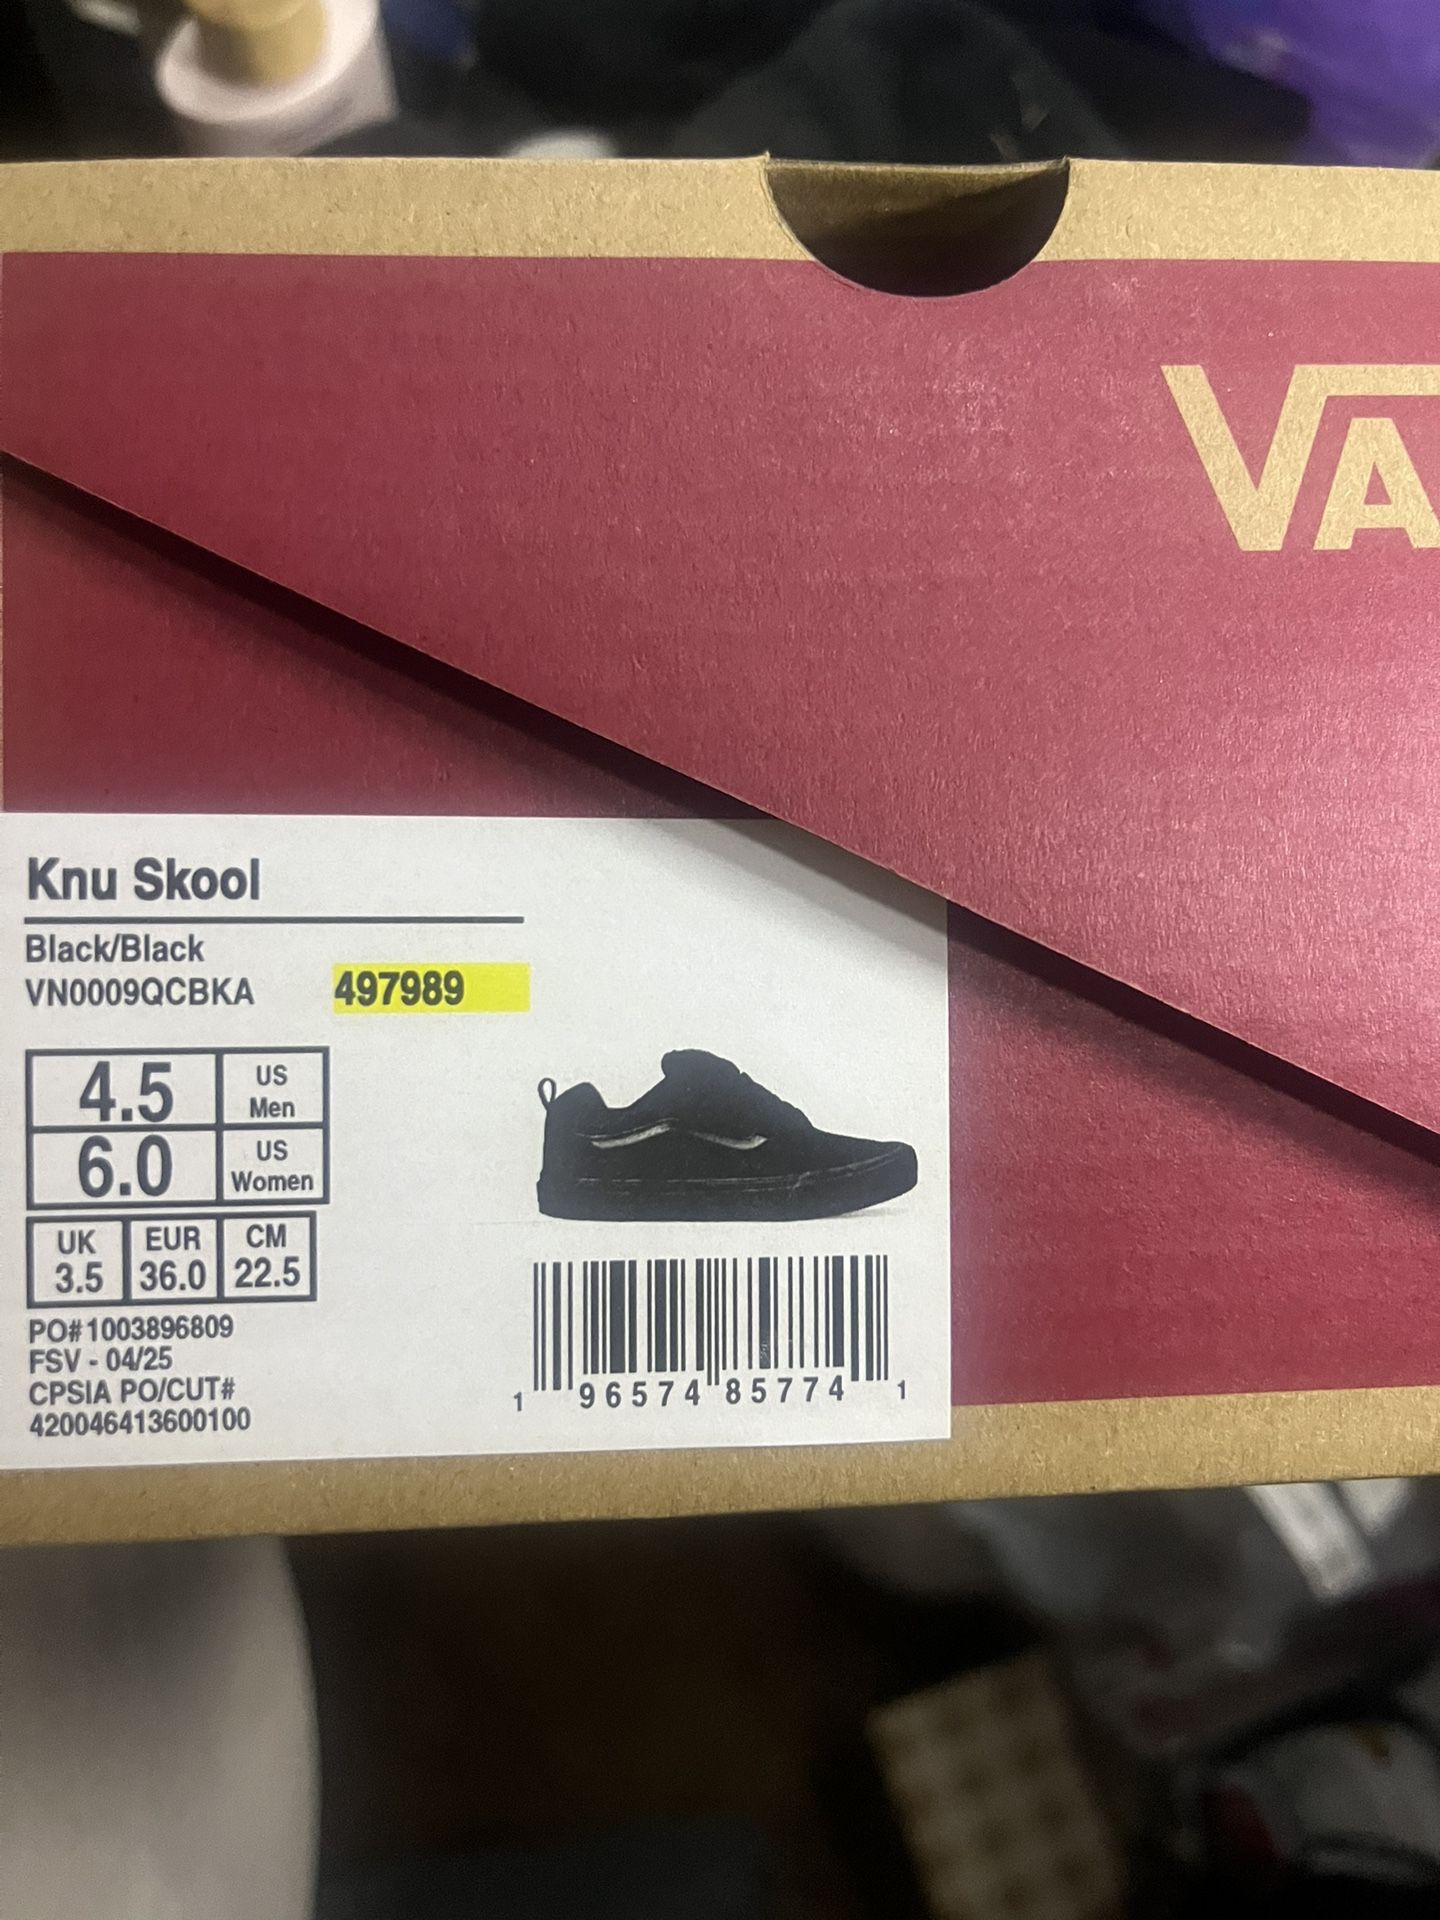 VA
Knu Skool
Black/Black
VN0009QCBKA 497989
4.5 US Men
6.0 US Women
UK 3.5 EUR 36.0 CM 22.5
PO#1003896809
FSV - 04/25
CPSIA PO/CUT#
420046413600100
1 96574 85774 1